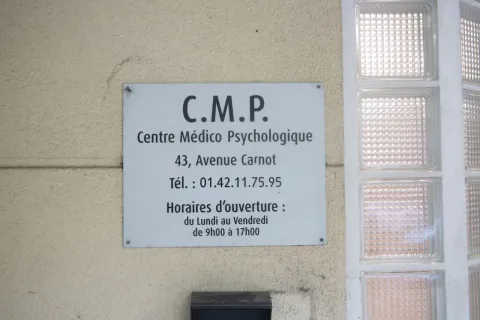 C.M.P.
Centre Médico Psychologique
43, Avenue Carnot
Tél. : 01.42.11.75.95
Horaires d'ouverture :
du Lundi au Vendredi
de 9h00 à 17h00